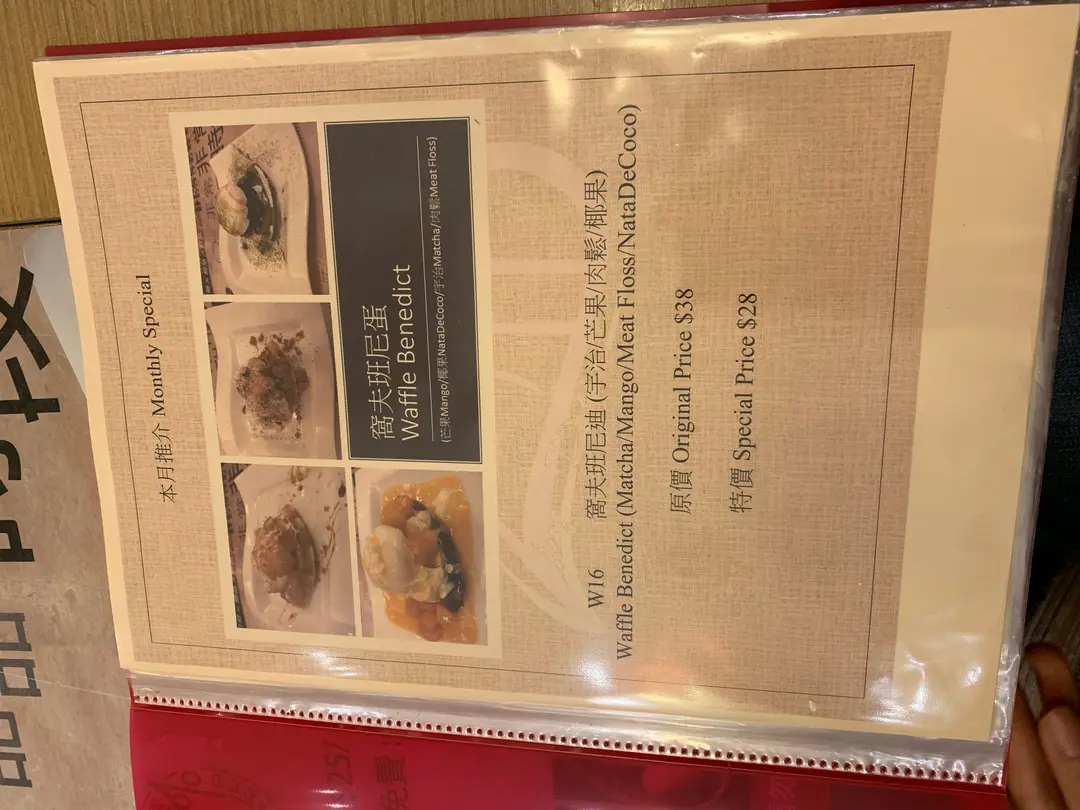 本月推介 Monthly Special
窩夫班尼蛋
Waffle Benedict
(芒果Mango/椰果NataDeCoco/宇治Matcha/肉鬆Meat Floss)
W16 窩夫班尼迪 (宇治/芒果/肉鬆/椰果)
Waffle Benedict (Matcha/Mango/Meat Floss/NataDeCoco)
原價 Original Price $38
特價 Special Price $28